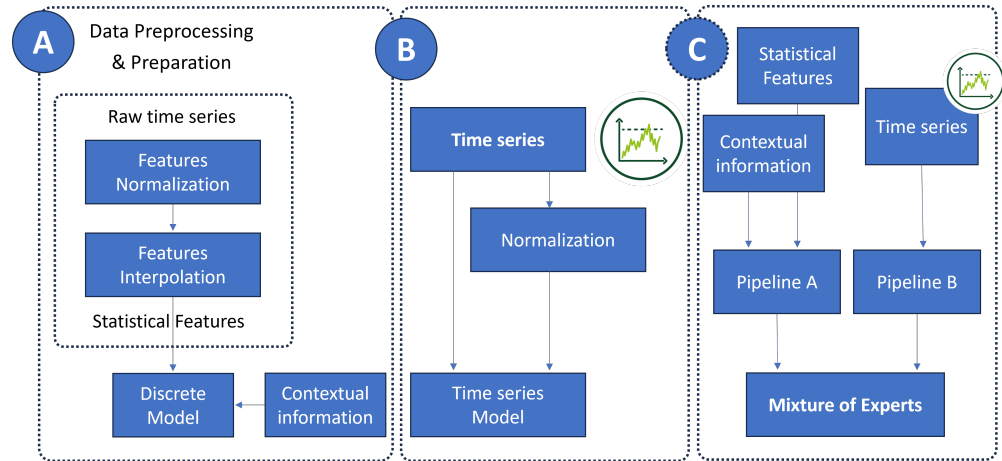 A
Data Preprocessing
& Preparation
Raw time series
Features
Normalization
Features
Interpolation
Statistical Features
Discrete
Model
Contextual
information
B
Time series
Normalization
Time series
Model
C
Statistical
Features
Contextual
information
Time series
Pipeline A
Pipeline B
Mixture of Experts